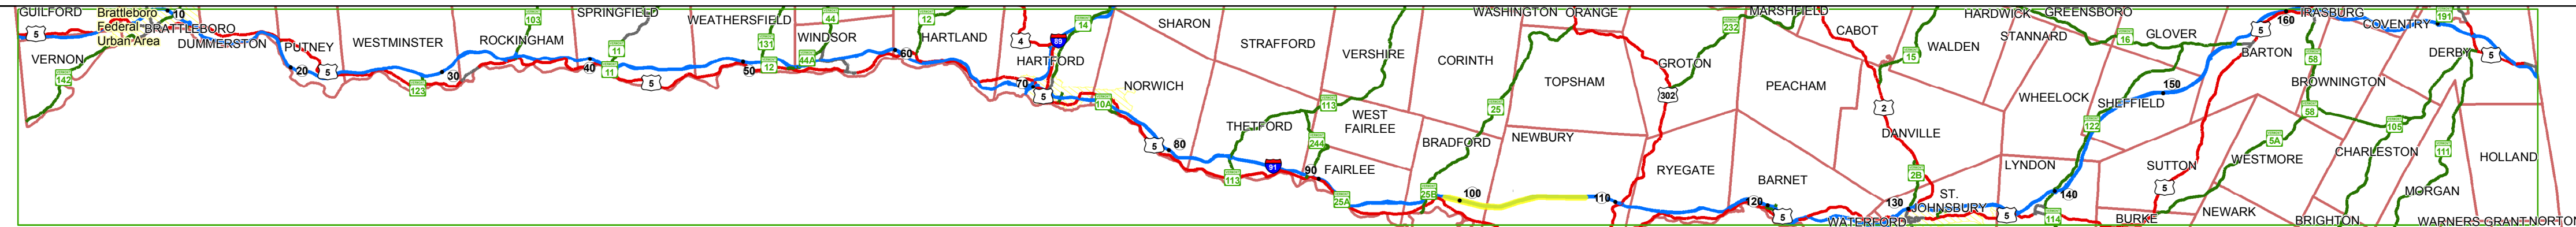 GUILFORD
5
VERNON
142
Brattleboro
Federal
Urban Area
10
BRATTLEBORO
DUMMERSTON
PUTNEY
20
5
WESTMINSTER
123
30
ROCKINGHAM
103
SPRINGFIELD
11
40
11
5
WEATHERSFIELD
131
12
50
44
WINDSOR
44A
60
12
HARTLAND
4
89
14
HARTFORD
70
5
10A
NORWICH
SHARON
5
80
STRAFFORD
THETFORD
113
91
VERSHIRE
113
244
90
WEST
FAIRLEE
FAIRLEE
25A
CORINTH
BRADFORD
25B
100
25
WASHINGTON
ORANGE
TOPSHAM
NEWBURY
110
GROTON
302
RYEGATE
232
MARSHFIELD
PEACHAM
BARNET
120
5
CABOT
2
DANVILLE
2B
WATERFORD
130
ST.
JOHNSBURY
15
WALDEN
HARDWICK
STANNARD
GREENSBORO
16
GLOVER
WHEELOCK
SHEFFIELD
150
122
LYNDON
5
140
114
BURKE
SUTTON
5
5
160
BARTON
IRASBURG
COVENTRY
191
58
BROWNINGTON
58
5A
WESTMORE
NEWARK
105
CHARLESTON
BRIGHTON
DERBY
5
111
MORGAN
HOLLAND
WARNERS GRANT
NORTON